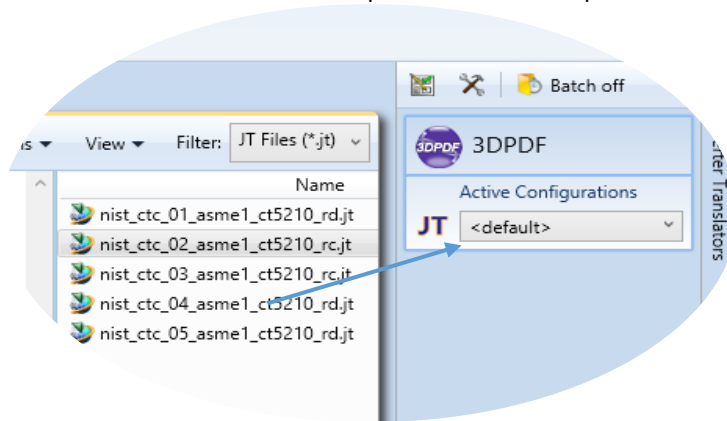 Batch off
View
Filter:
JT Files (*.jt)
Name
nist_ctc_01_asme1_ct5210_rd.jt
nist_ctc_02_asme1_ct5210_rc.jt
nist_ctc_03_asme1_ct5210_rc.jt
nist_ctc_04_asme1_ct5210_rd.jt
nist_ctc_05_asme1_ct5210_rd.jt
3DPDF
3DPDF
Active Configurations
JT
<default>
Translators